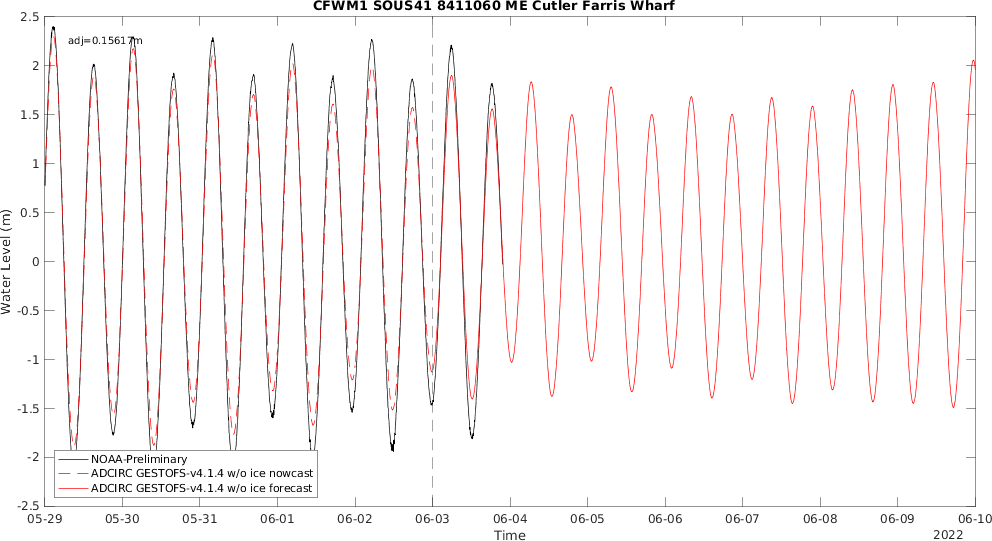 CFWM1 SOUS41 8411060 ME Cutler Farris Wharf
adj=0.15617m
2.5
2
1.5
1
0.5
0
-0.5
-1
-1.5
-2
-2.5
Water Level (m)
NOAA-Preliminary
ADCIRC GESTOFS-v4.1.4 w/o ice nowcast
ADCIRC GESTOFS-v4.1.4 w/o ice forecast
05-29 05-30 05-31 06-01 06-02 06-03 06-04 06-05 06-06 06-07 06-08 06-09 06-10
Time
2022